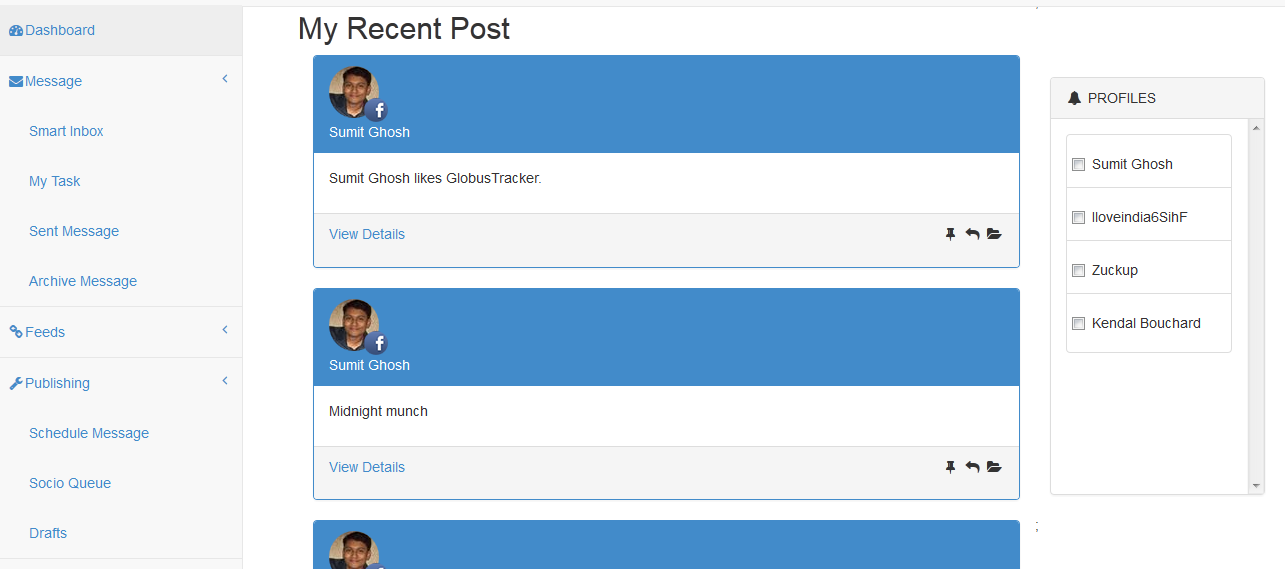 Dashboard
Message
Smart Inbox
My Task
Sent Message
Archive Message
Feeds
Publishing
Schedule Message
Socio Queue
Drafts
My Recent Post
Sumit Ghosh
Sumit Ghosh likes GlobusTracker.
View Details
Sumit Ghosh
Midnight munch
View Details
;
PROFILES
Sumit Ghosh
Iloveindia6SihF
Zuckup
Kendal Bouchard
;